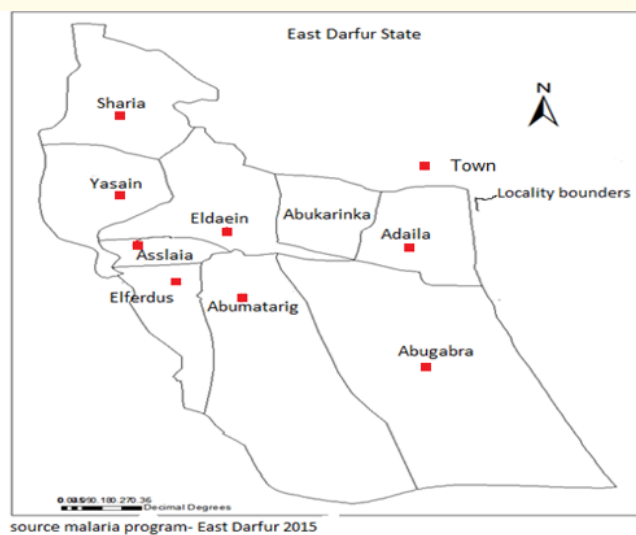 East Darfur State
N
Sharia
Town
Yasain
Locality bounders
Eldaein
Abukarinka
Adaila
Asslaia
Elferdus
Abumatarig
Abugabra
Decimal Degrees
source malaria program- East Darfur 2015